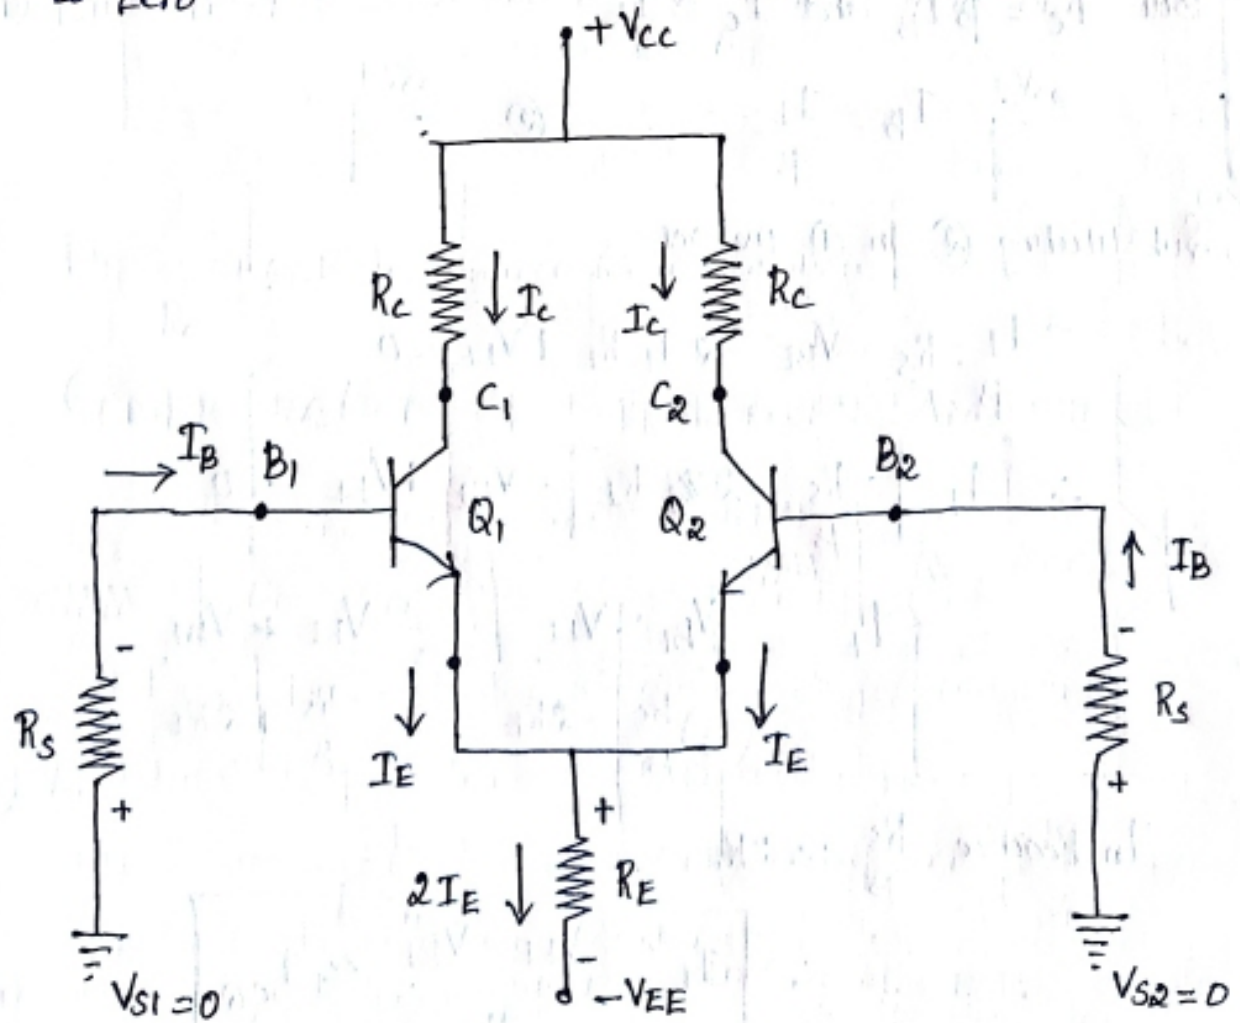 +VCC
RC
IC
IC
RC
C1
C2
IB
B1
Q1
Q2
B2
IB
-
-
RS
RS
+
+
IE
IE
+
2IE
RE
-
-VEE
VS1=0
VS2=0